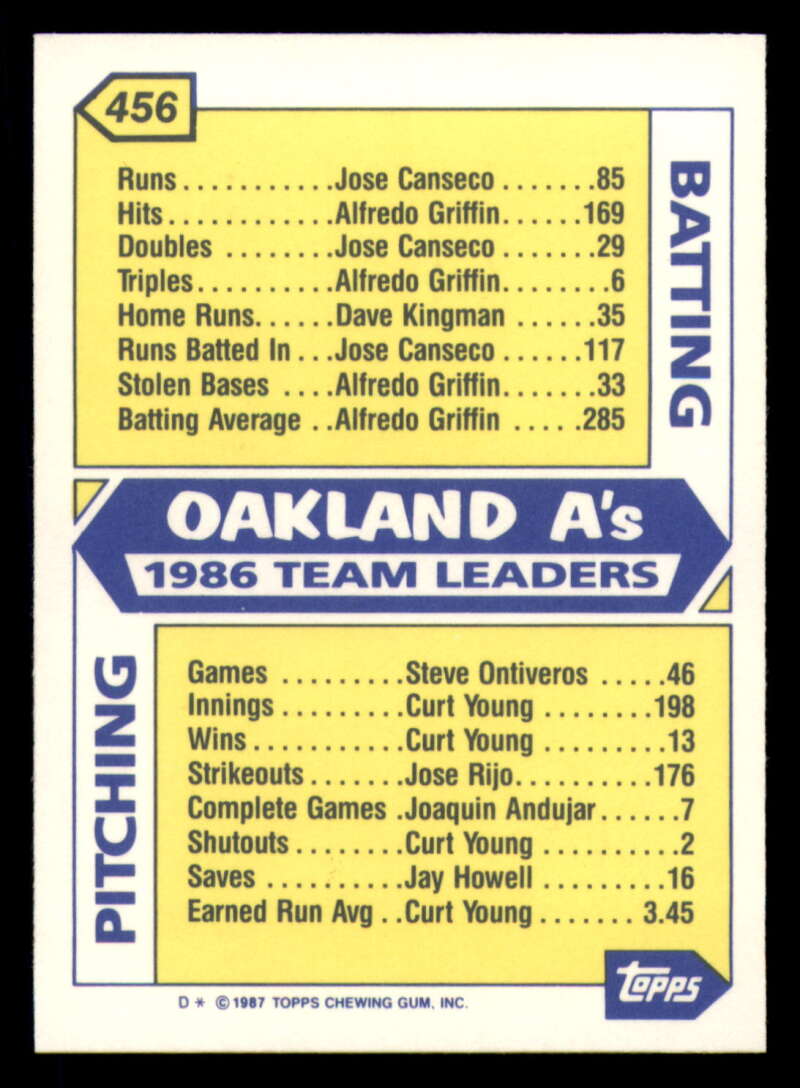 456
BATTING
Runs...........Jose Canseco.......85
Hits............Alfredo Griffin......169
Doubles ........Jose Canseco.......29
Triples..........Alfredo Griffin........6
Home Runs......Dave Kingman ......35
Runs Batted In...Jose Canseco......117
Stolen Bases ....Alfredo Griffin.......33
Batting Average ..Alfredo Griffin .....285
OAKLAND A's
1986 TEAM LEADERS
PITCHING
Games .........Steve Ontiveros .....46
Innings.........Curt Young ........198
Wins...........Curt Young .........13
Strikeouts.......Jose Rijo..........176
Complete Games .Joaquin Andujar......7
Shutouts........Curt Young ..........2
Saves ..........Jay Howell .........16
Earned Run Avg ..Curt Young ....... 3.45
topps
D * ©1987 TOPPS CHEWING GUM, INC.